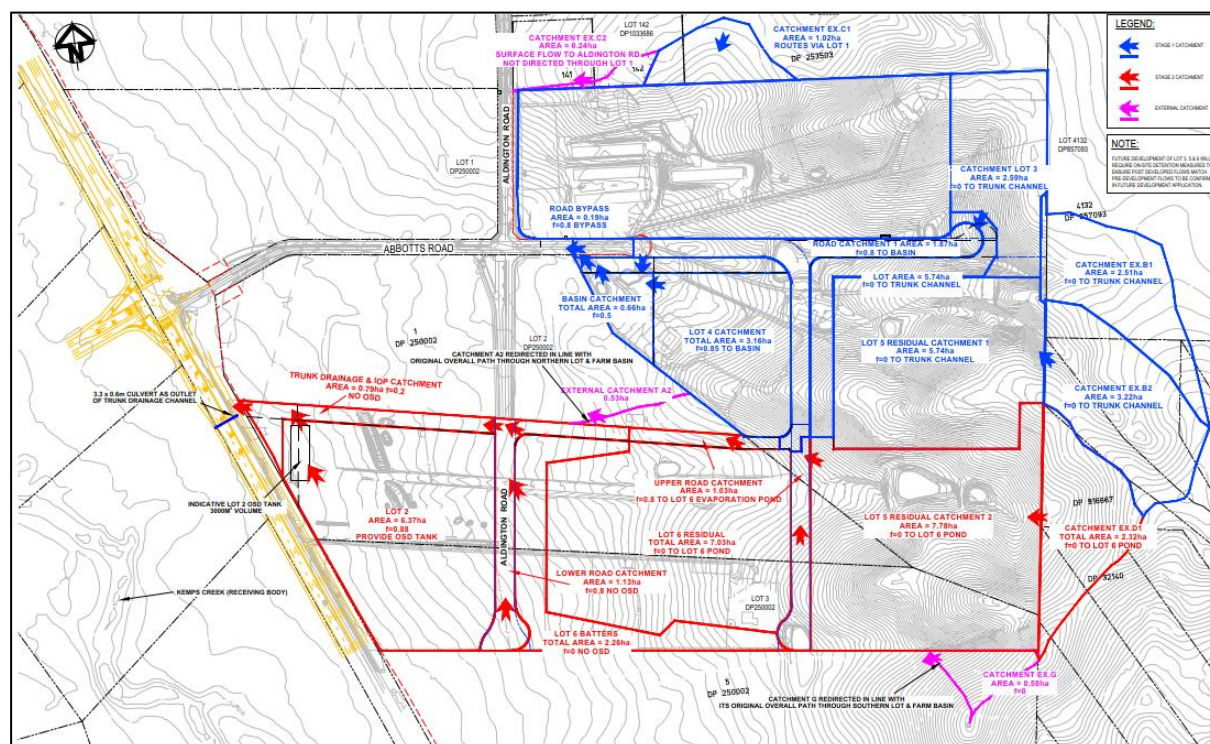 CATCHMENT EX.C2
AREA = 0.24ha
SURFACE FLOW TO ALDINGTON RD
NOT DIRECTED THROUGH LOT 1
LOT 142
DP1033686
141
142
CATCHMENT EX.C1
AREA = 1.02ha
ROUTES VIA LOT 1
DP 253503
LEGEND:
STAGE 1 CATCHMENT
STAGE 2 CATCHMENT
EXTERNAL CATCHMENT
NOTE:
FUTURE DEVELOPMENT OF LOT 1, 3 & 6 WILL
REQUIRE ON-SITE DETENTION MEASURES TO
ENSURE POST DEVELOPED FLOWS MATCH
PRE-DEVELOPMENT FLOWS TO BE CONFIRMED
IN FUTURE DEVELOPMENT APPLICATION.
ALDINGTON ROAD
LOT 1
DP250002
LOT 4132
DP857093
CATCHMENT LOT 3
AREA = 2.59ha
f=0 TO TRUNK CHANNEL
4132
DP 857093
ROAD BYPASS
AREA = 0.19ha
f=0.8 BYPASS
ABBOTTS ROAD
ROAD CATCHMENT 1 AREA = 1.87ha
f=0.8 TO BASIN
LOT AREA = 5.74ha
f=0 TO TRUNK CHANNEL
CATCHMENT EX.B1
AREA = 2.51ha
f=0 TO TRUNK CHANNEL
BASIN CATCHMENT
TOTAL AREA = 0.66ha
f=0.5
LOT 4 CATCHMENT
TOTAL AREA = 3.16ha
f=0.85 TO BASIN
LOT 5 RESIDUAL CATCHMENT 1
AREA = 5.74ha
f=0 TO TRUNK CHANNEL
1
DP 250002
LOT 2
DP250002
CATCHMENT A2 REDIRECTED IN LINE WITH
ORIGINAL OVERALL PATH THROUGH NORTHERN LOT & FARM BASIN
TRUNK DRAINAGE & IOP CATCHMENT
AREA = 0.79ha f=0.2
NO OSD
EXTERNAL CATCHMENT A2
0.53ha
CATCHMENT EX.B2
AREA = 3.22ha
f=0 TO TRUNK CHANNEL
3.3 x 0.6m CULVERT AS OUTLET
OF TRUNK DRAINAGE CHANNEL
INDICATIVE LOT 2 OSD TANK
3000M³ VOLUME
LOT 2
AREA = 6.37ha
f=0.88
PROVIDE OSD TANK
ALDINGTON ROAD
UPPER ROAD CATCHMENT
AREA = 1.03ha
f=0.8 TO LOT 6 EVAPORATION POND
LOT 6 RESIDUAL
TOTAL AREA = 7.03ha
f=0 TO LOT 6 POND
LOT 5 RESIDUAL CATCHMENT 2
AREA = 7.78ha
f=0 TO LOT 6 POND
DP 816667
CATCHMENT EX.D1
TOTAL AREA = 2.32ha
f=0 TO LOT 6 POND
DP 32140
KEMPS CREEK (RECEIVING BODY)
LOWER ROAD CATCHMENT
AREA = 1.13ha
f=0.8 NO OSD
LOT 3
DP250002
LOT 6 BATTERS
TOTAL AREA = 2.26ha
f=0 NO OSD
5
DP 250002
CATCHMENT EX.G
AREA = 0.58ha
f=0
CATCHMENT G REDIRECTED IN LINE WITH
ITS ORIGINAL OVERALL PATH THROUGH SOUTHERN LOT & FARM BASIN